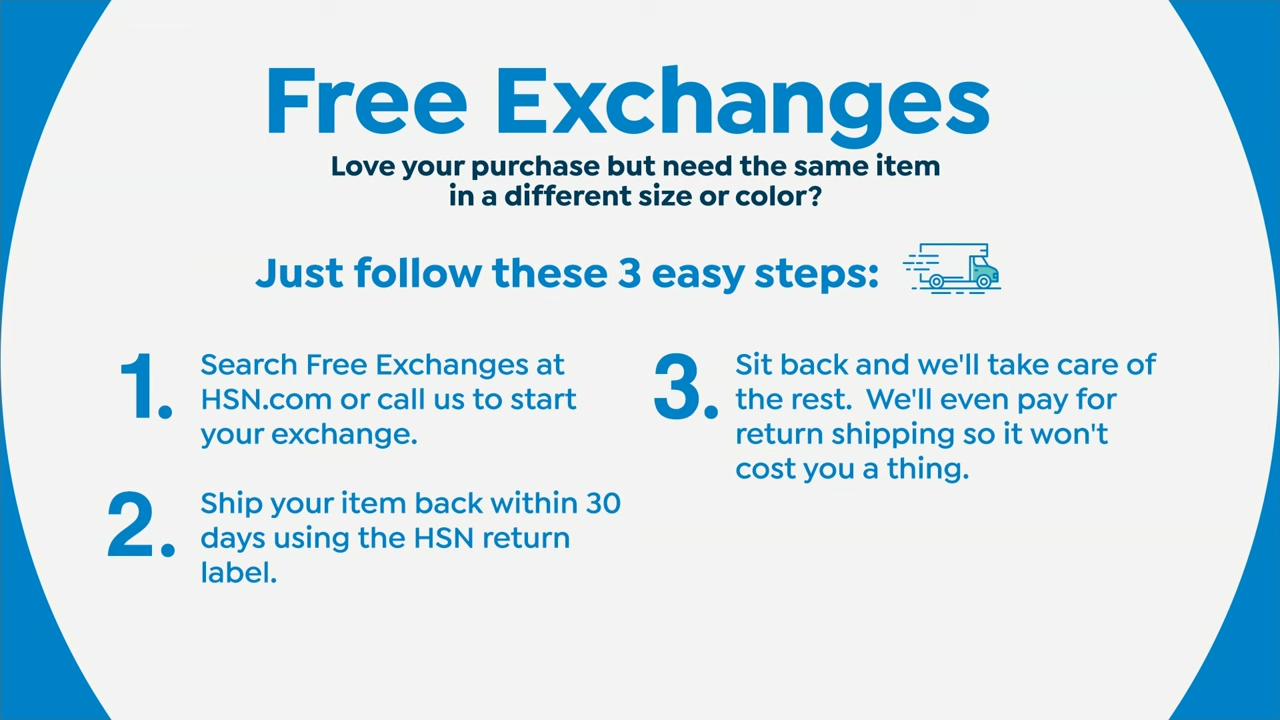 Free Exchanges
Love your purchase but need the same item
in a different size or color?
Just follow these 3 easy steps:
1. Search Free Exchanges at
HSN.com or call us to start
your exchange.
2. Ship your item back within 30
days using the HSN return
label.
3. Sit back and we'll take care of
the rest.  We'll even pay for
return shipping so it won't
cost you a thing.